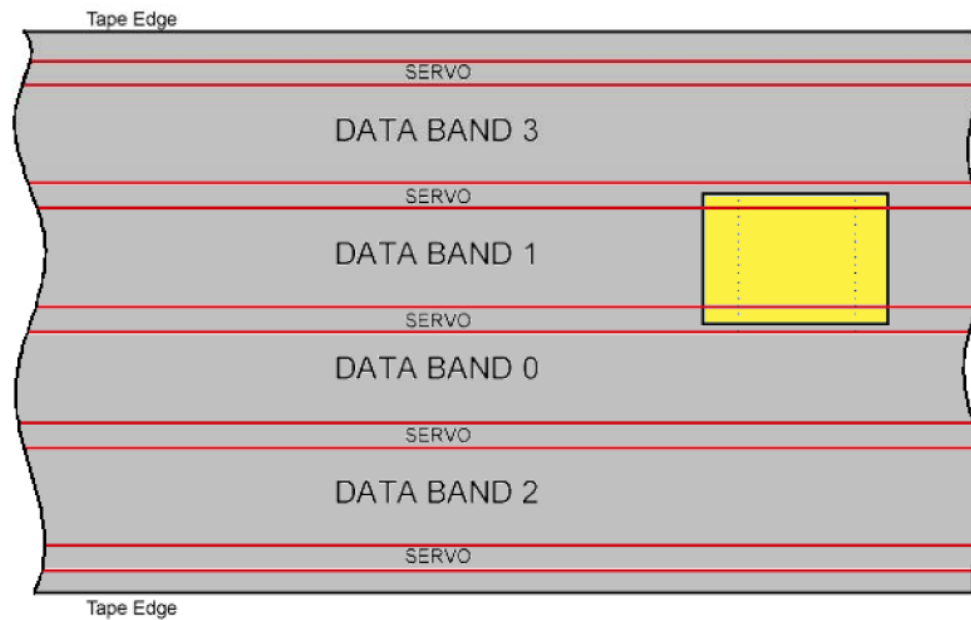 Tape Edge
SERVO
DATA BAND 3
SERVO
DATA BAND 1
SERVO
DATA BAND 0
SERVO
DATA BAND 2
SERVO
Tape Edge